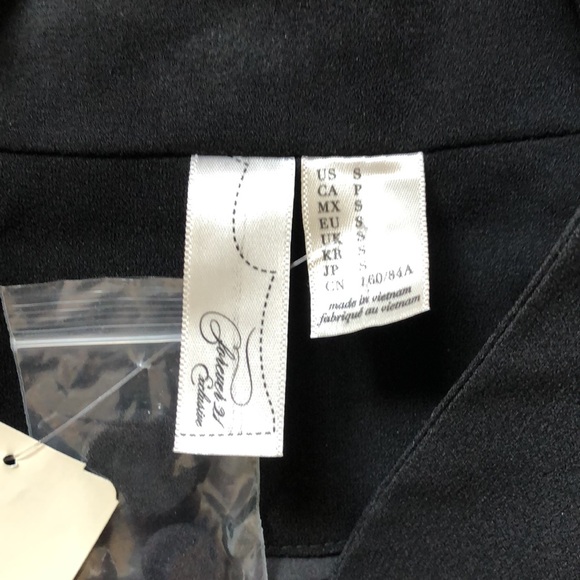 Forever 21
Exclusive
US S
CA P
MX S
EU S
UK S
KR S
JP S
CN 160/84A
made in vietnam
fabriqué au vietnam